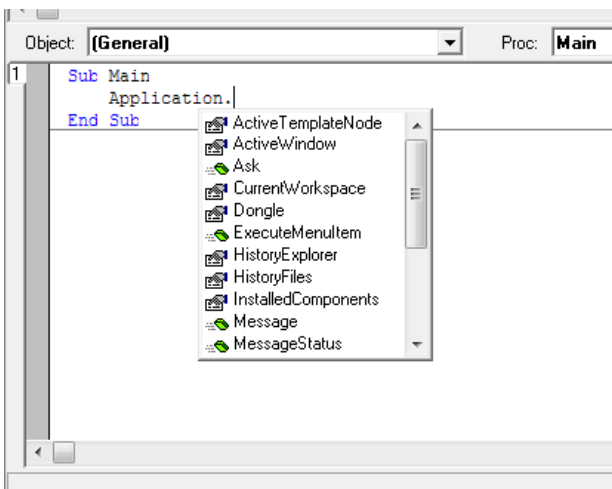 Object: (General) Proc: Main
1
Sub Main
Application.
End Sub
ActiveTemplateNode
ActiveWindow
Ask
CurrentWorkspace
Dongle
ExecuteMenuItem
HistoryExplorer
HistoryFiles
InstalledComponents
Message
MessageStatus